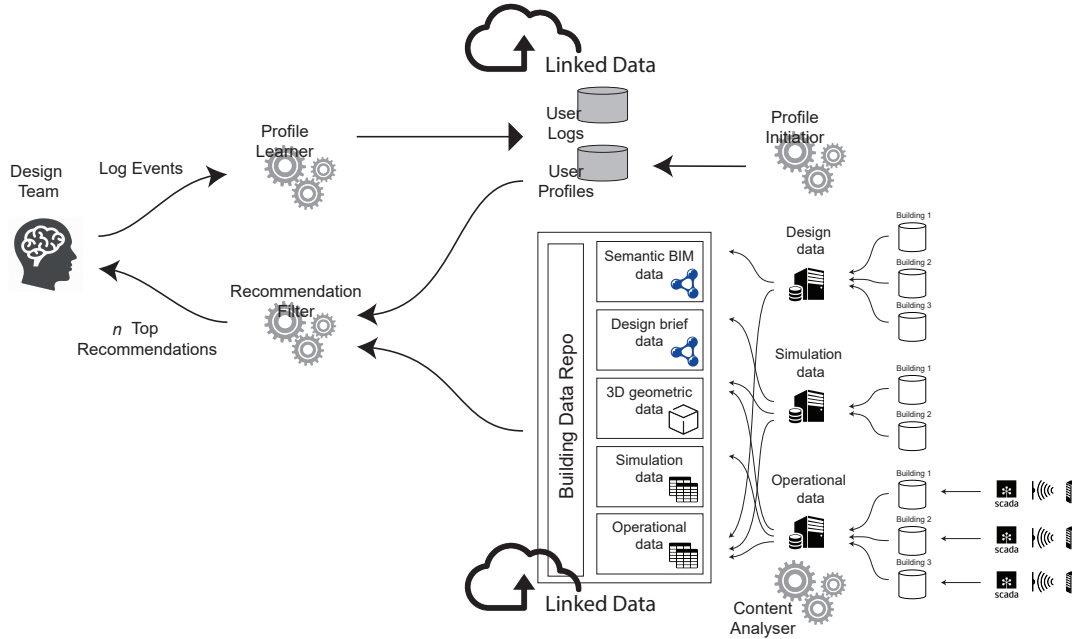 Linked Data
User
Logs
Profile
Learner
Profile
Initiatior
Log Events
Design
Team
User
Profiles
Recommendation
Filter
n Top
Recommendations
Building Data Repo
Semantic BIM
data
Design brief
data
3D geometric
data
Simulation
data
Operational
data
Design
data
Building 1
Building 2
Building 3
Simulation
data
Building 1
Building 2
Operational
data
Building 1
Building 2
Building 3
scada
scada
scada
Linked Data
Content
Analyser